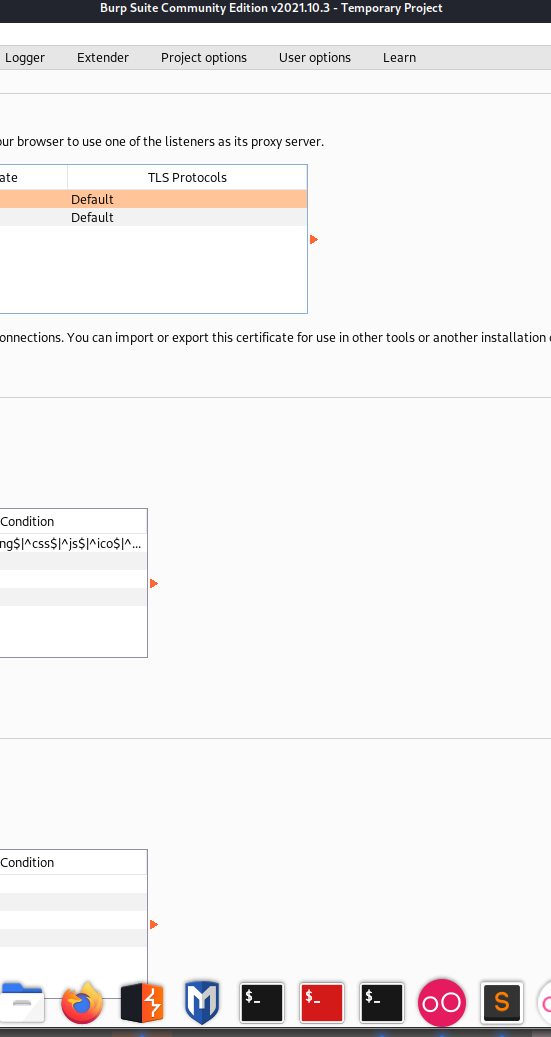 Burp Suite Community Edition v2021.10.3 - Temporary Project
Logger Extender Project options User options Learn
our browser to use one of the listeners as its proxy server.
ate TLS Protocols
Default
Default
onnections. You can import or export this certificate for use in other tools or another installation
Condition
ng$|^css$|^js$|^ico$|^...
Condition
$_ $_ $_ S